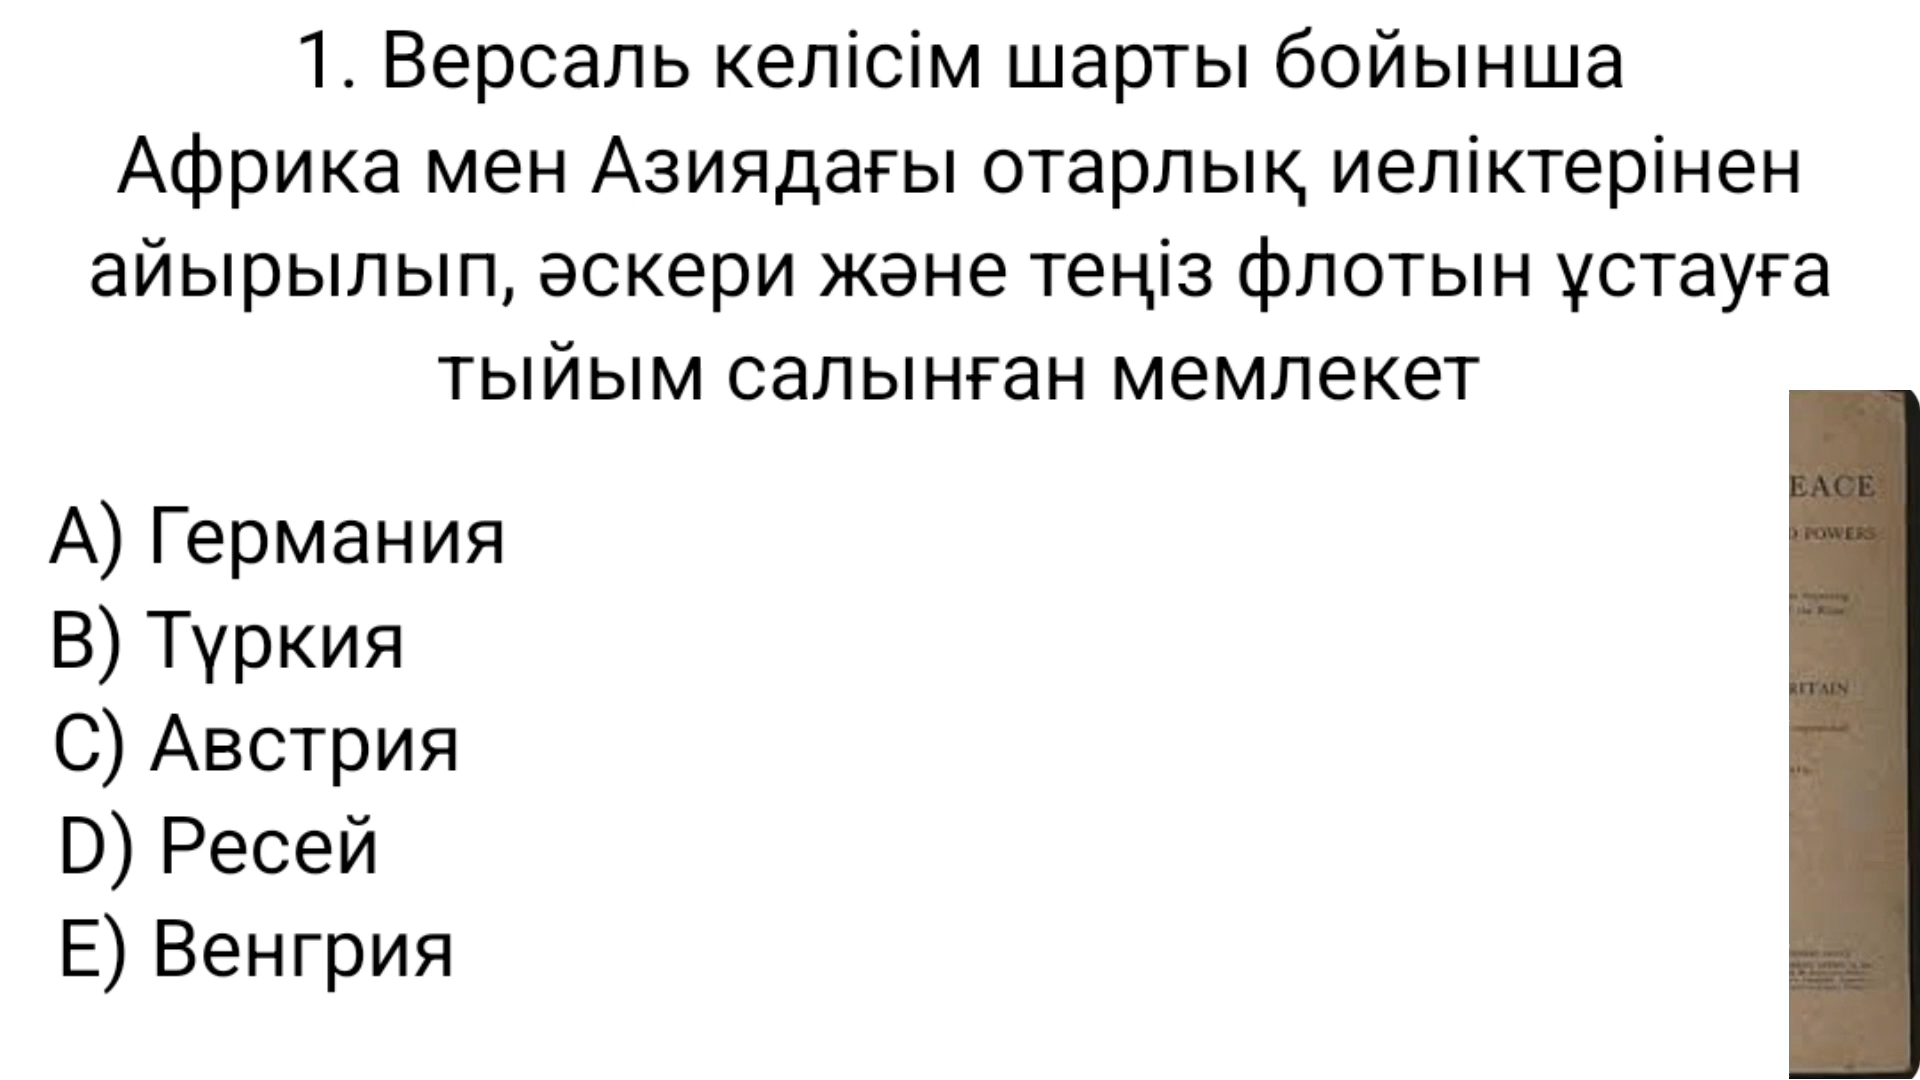 1. Версаль келісім шарты бойынша
Африка мен Азиядағы отарлық иеліктерінен
айырылып, әскери және теңіз флотын ұстауға
тыйым салынған мемлекет
A) Германия
B) Түркия
C) Австрия
D) Ресей
E) Венгрия
EACE
POWERS
RITAIN